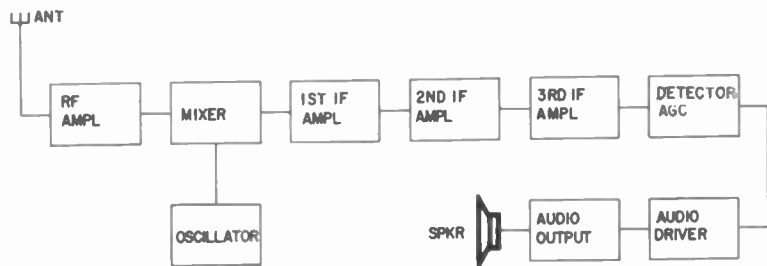 ANT
RF
AMPL
MIXER
1ST IF
AMPL
2ND IF
AMPL
3RD IF
AMPL
DETECTOR
AGC
OSCILLATOR
SPKR
AUDIO
OUTPUT
AUDIO
DRIVER